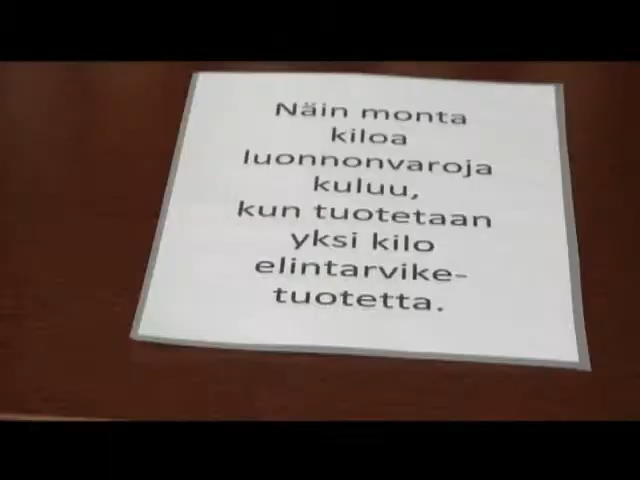 Näin monta
kiloa
luonnonvaroja
kuluu,
kun tuotetaan
yksi kilo
elintarvike-
tuotetta.